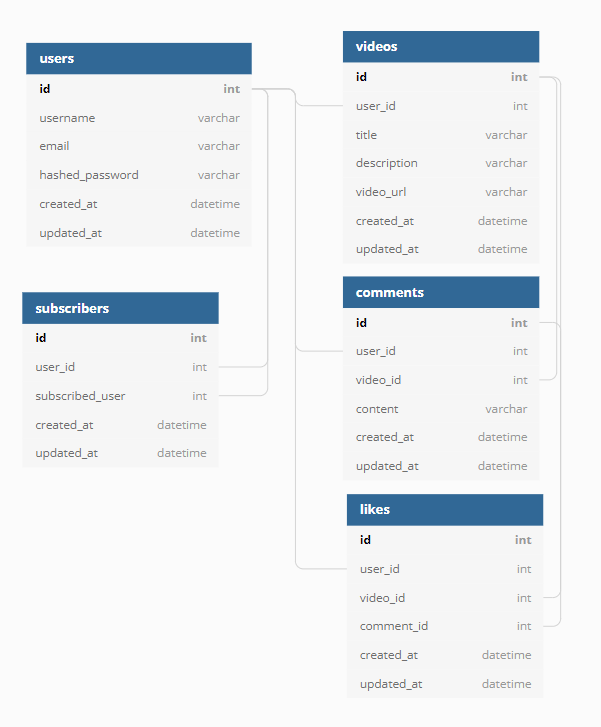 users
id int
username varchar
email varchar
hashed_password varchar
created_at datetime
updated_at datetime
subscribers
id int
user_id int
subscribed_user int
created_at datetime
updated_at datetime
videos
id int
user_id int
title varchar
description varchar
video_url varchar
created_at datetime
updated_at datetime
comments
id int
user_id int
video_id int
content varchar
created_at datetime
updated_at datetime
likes
id int
user_id int
video_id int
comment_id int
created_at datetime
updated_at datetime